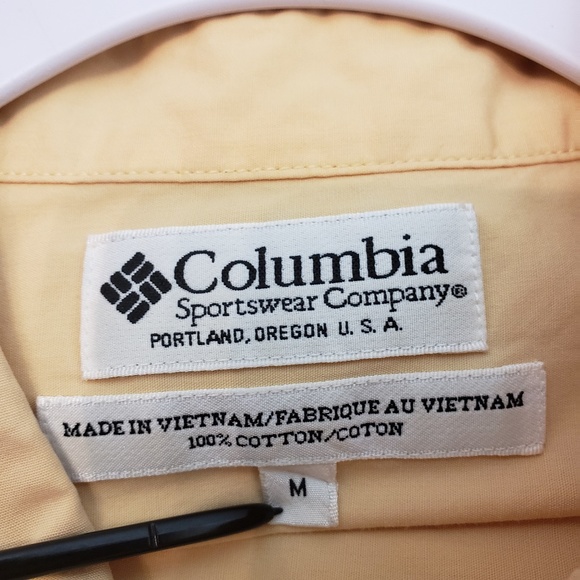 Columbia
Sportswear Company®
PORTLAND, OREGON U. S. A.
MADE IN VIETNAM/FABRIQUE AU VIETNAM
100% COTTON/COTON
M